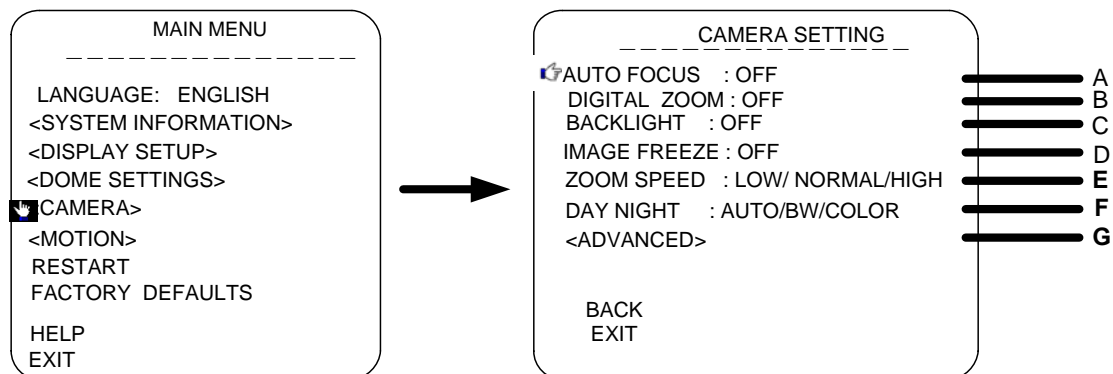 MAIN MENU
LANGUAGE: ENGLISH
<SYSTEM INFORMATION>
<DISPLAY SETUP>
<DOME SETTINGS>
<CAMERA>
<MOTION>
RESTART
FACTORY DEFAULTS
HELP
EXIT
CAMERA SETTING
AUTO FOCUS : OFF A
DIGITAL ZOOM : OFF B
BACKLIGHT : OFF C
IMAGE FREEZE : OFF D
ZOOM SPEED : LOW/ NORMAL/HIGH E
DAY NIGHT : AUTO/BW/COLOR F
<ADVANCED> G
BACK
EXIT